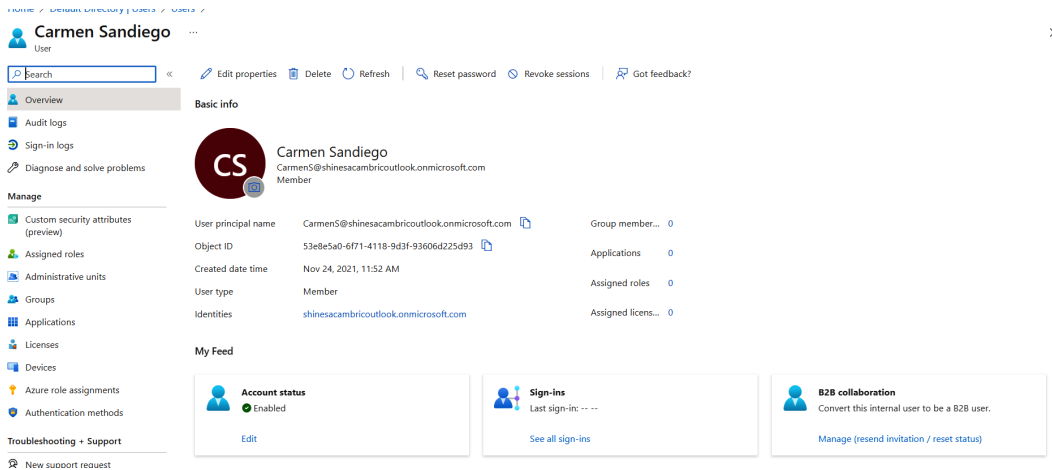 Home > Default Directory | Users > Users >
Carmen Sandiego ...
User
Search «
Edit properties Delete Refresh Reset password Revoke sessions Got feedback?
Overview
Audit logs
Sign-in logs
Diagnose and solve problems
Manage
Custom security attributes
(preview)
Assigned roles
Administrative units
Groups
Applications
Licenses
Devices
Azure role assignments
Authentication methods
Troubleshooting + Support
New support request
Basic info
CS
Carmen Sandiego
CarmenS@shinesacambricoutlook.onmicrosoft.com
Member
User principal name CarmenS@shinesacambricoutlook.onmicrosoft.com
Object ID 53e8e5a0-6f71-4118-9d3f-93606d225d93
Created date time Nov 24, 2021, 11:52 AM
User type Member
Identities shinesacambricoutlook.onmicrosoft.com
Group member... 0
Applications 0
Assigned roles 0
Assigned licens... 0
My Feed
Account status
Enabled
Edit
Sign-ins
Last sign-in: -- --
See all sign-ins
B2B collaboration
Convert this internal user to be a B2B user.
Manage (resend invitation / reset status)